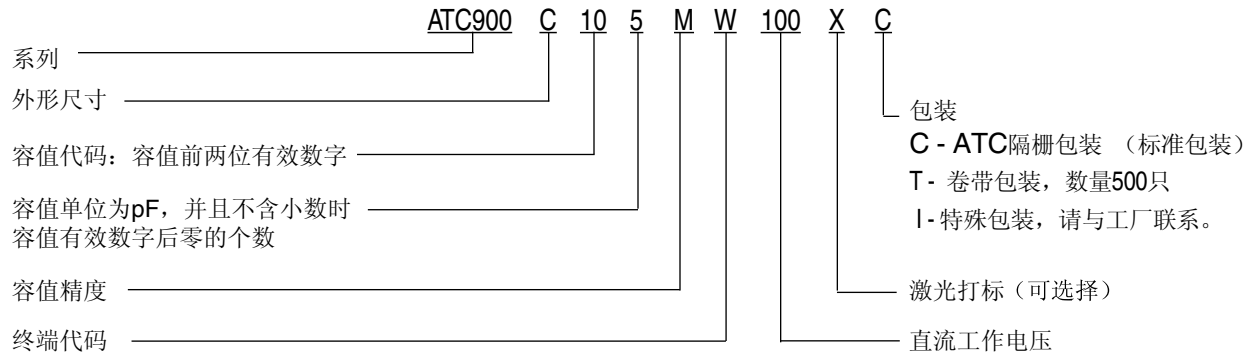 ATC900 C 10 5 M W 100 X C
系列
外形尺寸
容值代码：容值前两位有效数字
容值单位为pF，并且不含小数时
容值有效数字后零的个数
容值精度
终端代码
包装
C - ATC隔栅包装 （标准包装）
T - 卷带包装，数量500只
I - 特殊包装，请与工厂联系。
激光打标（可选择）
直流工作电压